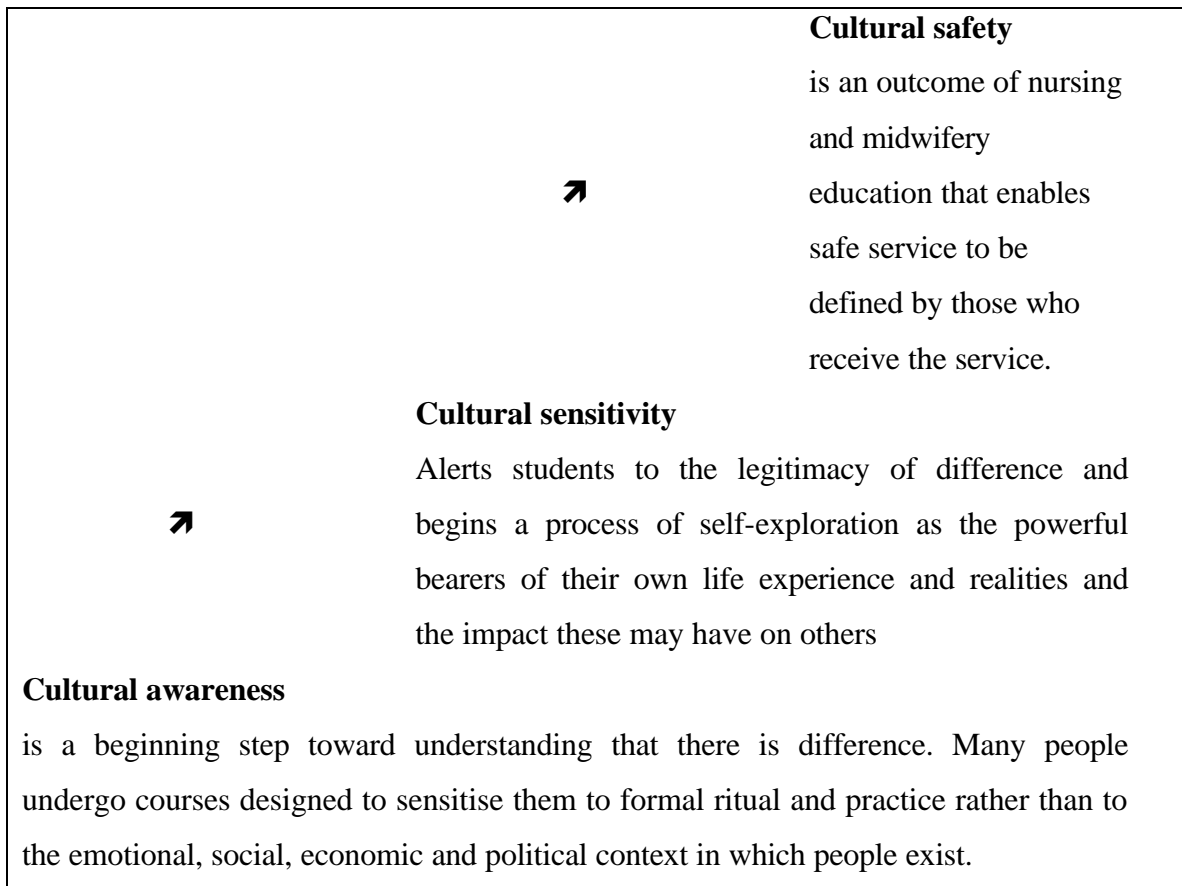 Cultural safety
is an outcome of nursing
and midwifery
education that enables
safe service to be
defined by those who
receive the service.
Cultural sensitivity
Alerts students to the legitimacy of difference and
begins a process of self-exploration as the powerful
bearers of their own life experience and realities and
the impact these may have on others
Cultural awareness
is a beginning step toward understanding that there is difference. Many people
undergo courses designed to sensitise them to formal ritual and practice rather than to
the emotional, social, economic and political context in which people exist.